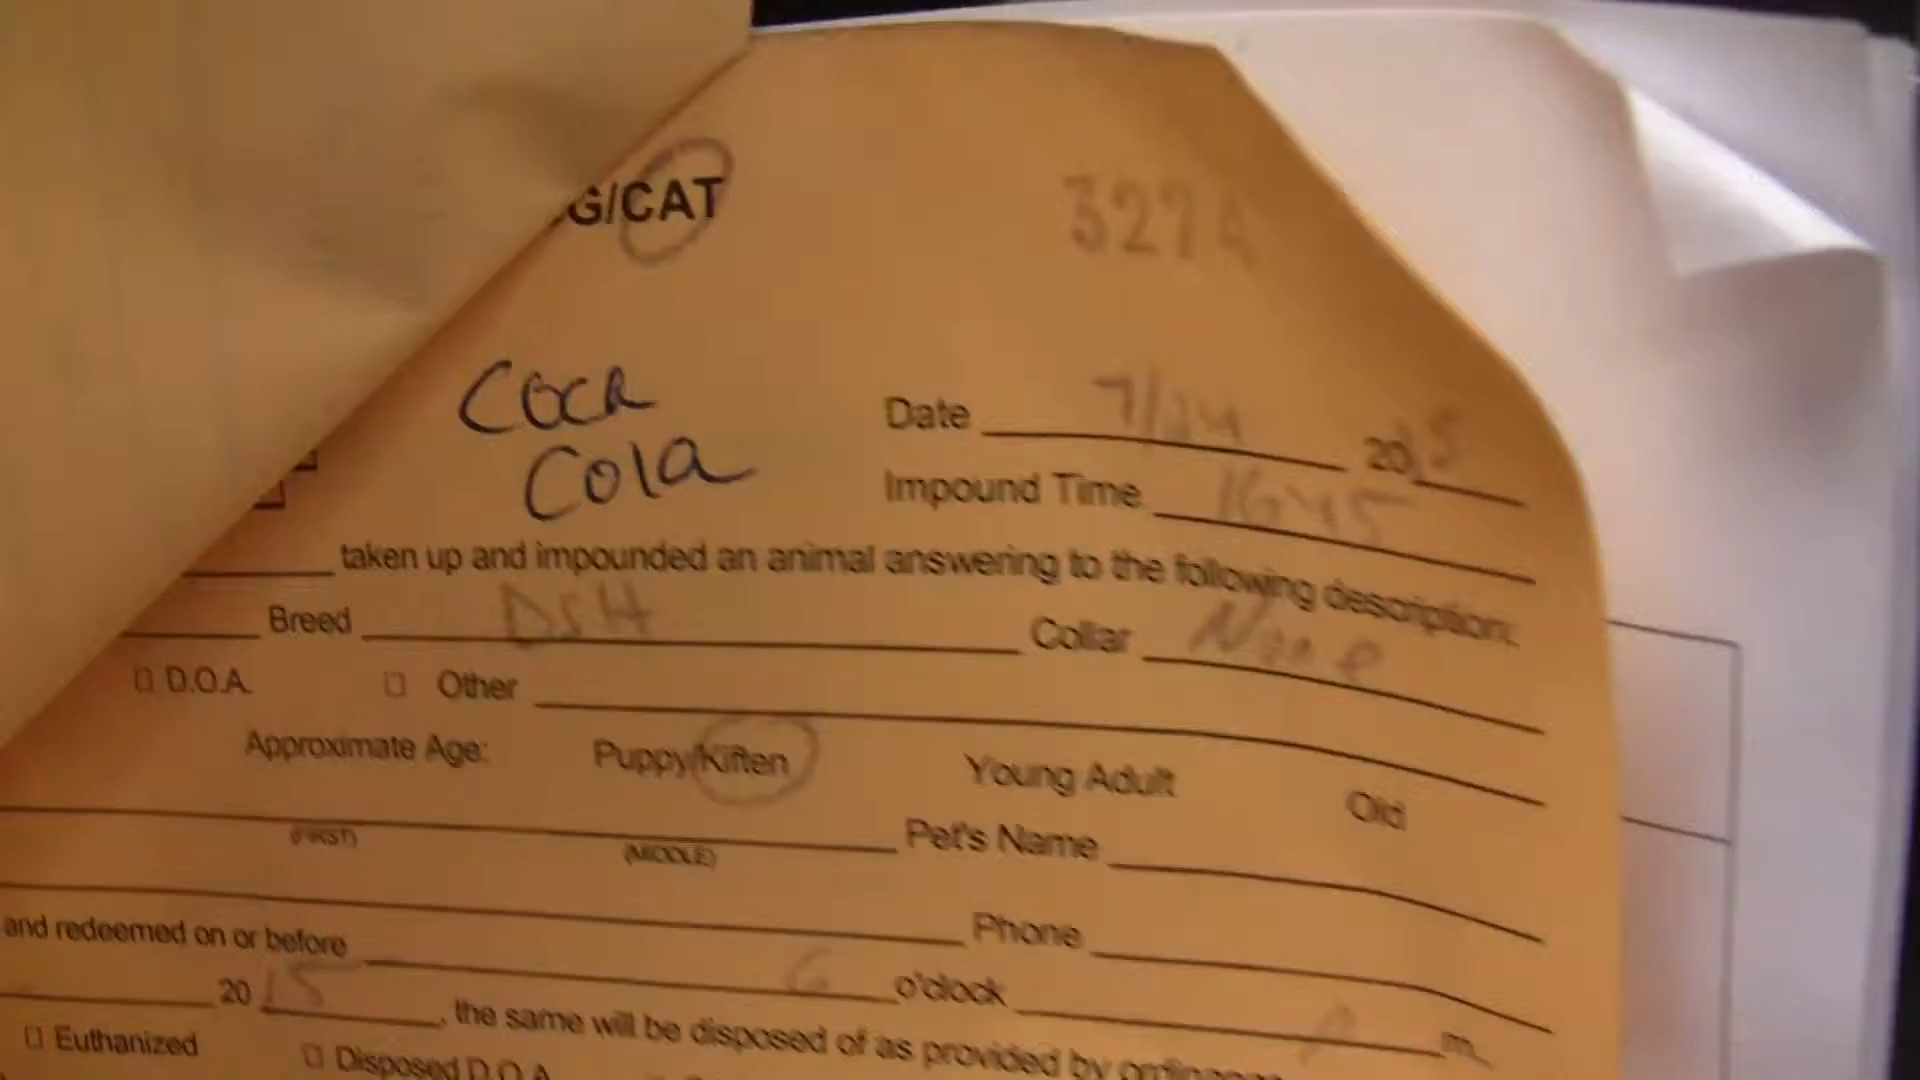 G/CAT
327
Coca
Cola
Date 7/24 2015
Impound Time 1645
taken up and impounded an animal answering to the following description:
Breed DSH Collar None
D.O.A. Other
Approximate Age: Puppy/Kitten Young Adult Old
(FIRST) (MIDDLE) Pet's Name
Phone
and redeemed on or before 6 o'clock m.
20 15, the same will be disposed of as provided by ordinance
Euthanized Disposed D.O.A.